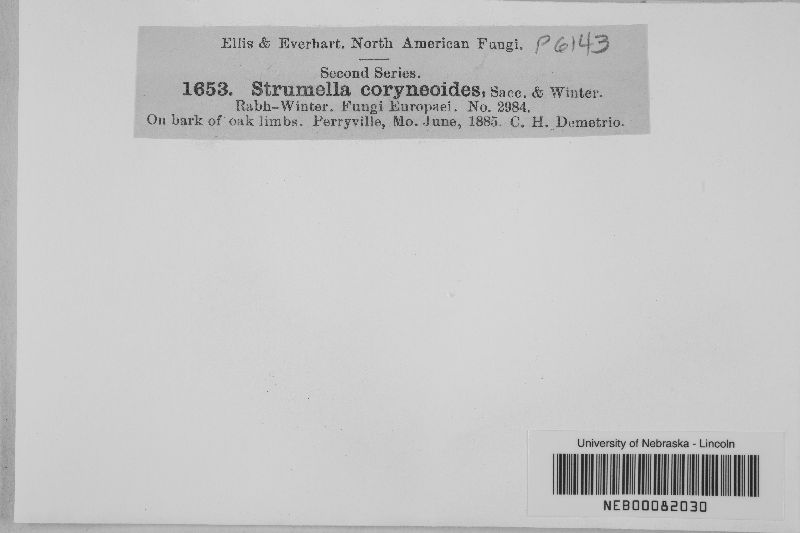 Ellis & Everhart. North American Fungi. P6143
Second Series.
1653. Strumella coryneoides, Sacc. & Winter.
Rabh-Winter. Fungi Europaei. No. 2984.
On bark of oak limbs. Perryville, Mo. June, 1885. C. H. Demetrio.
University of Nebraska - Lincoln
NEB00082030